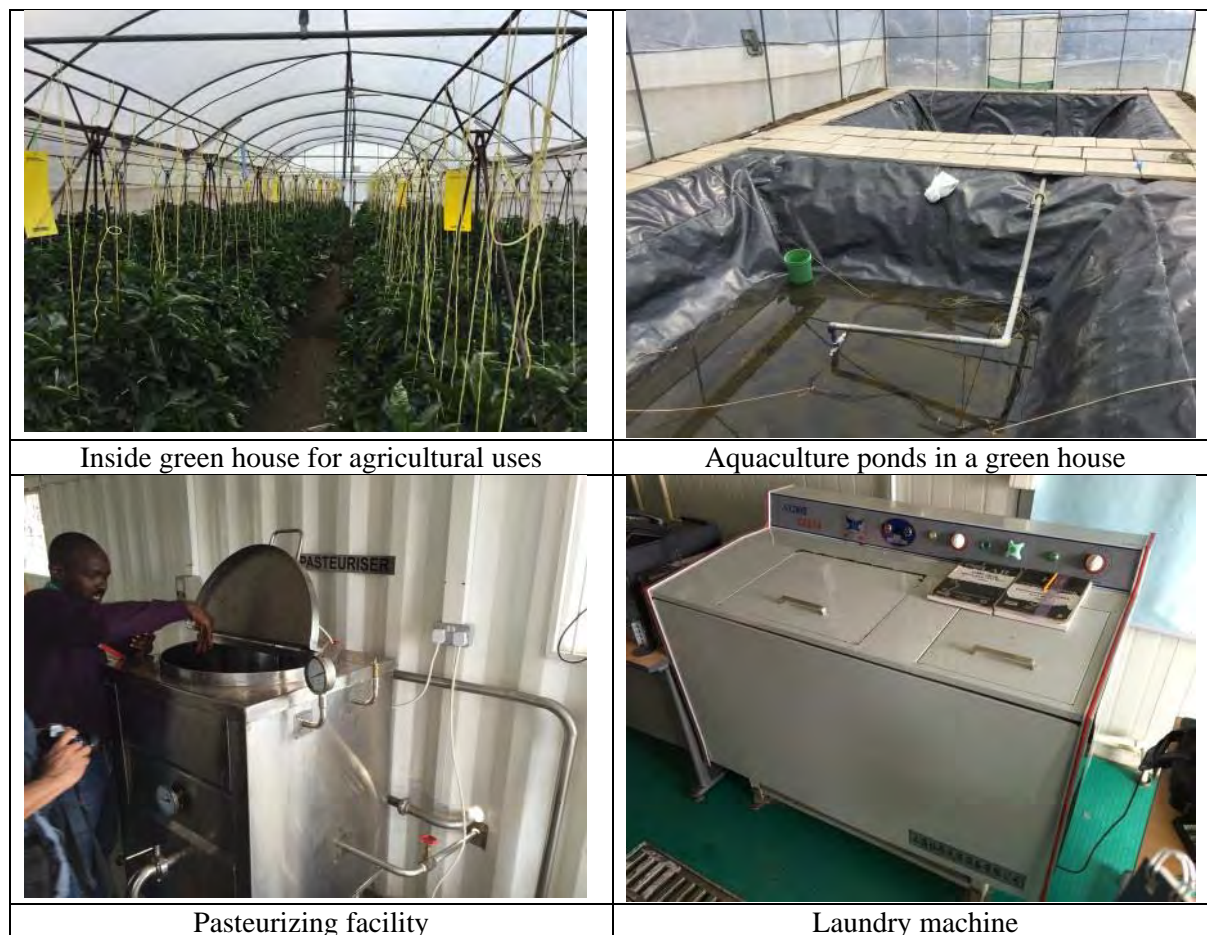 Inside green house for agricultural uses
Aquaculture ponds in a green house
PASTEURISER
Pasteurizing facility
Laundry machine